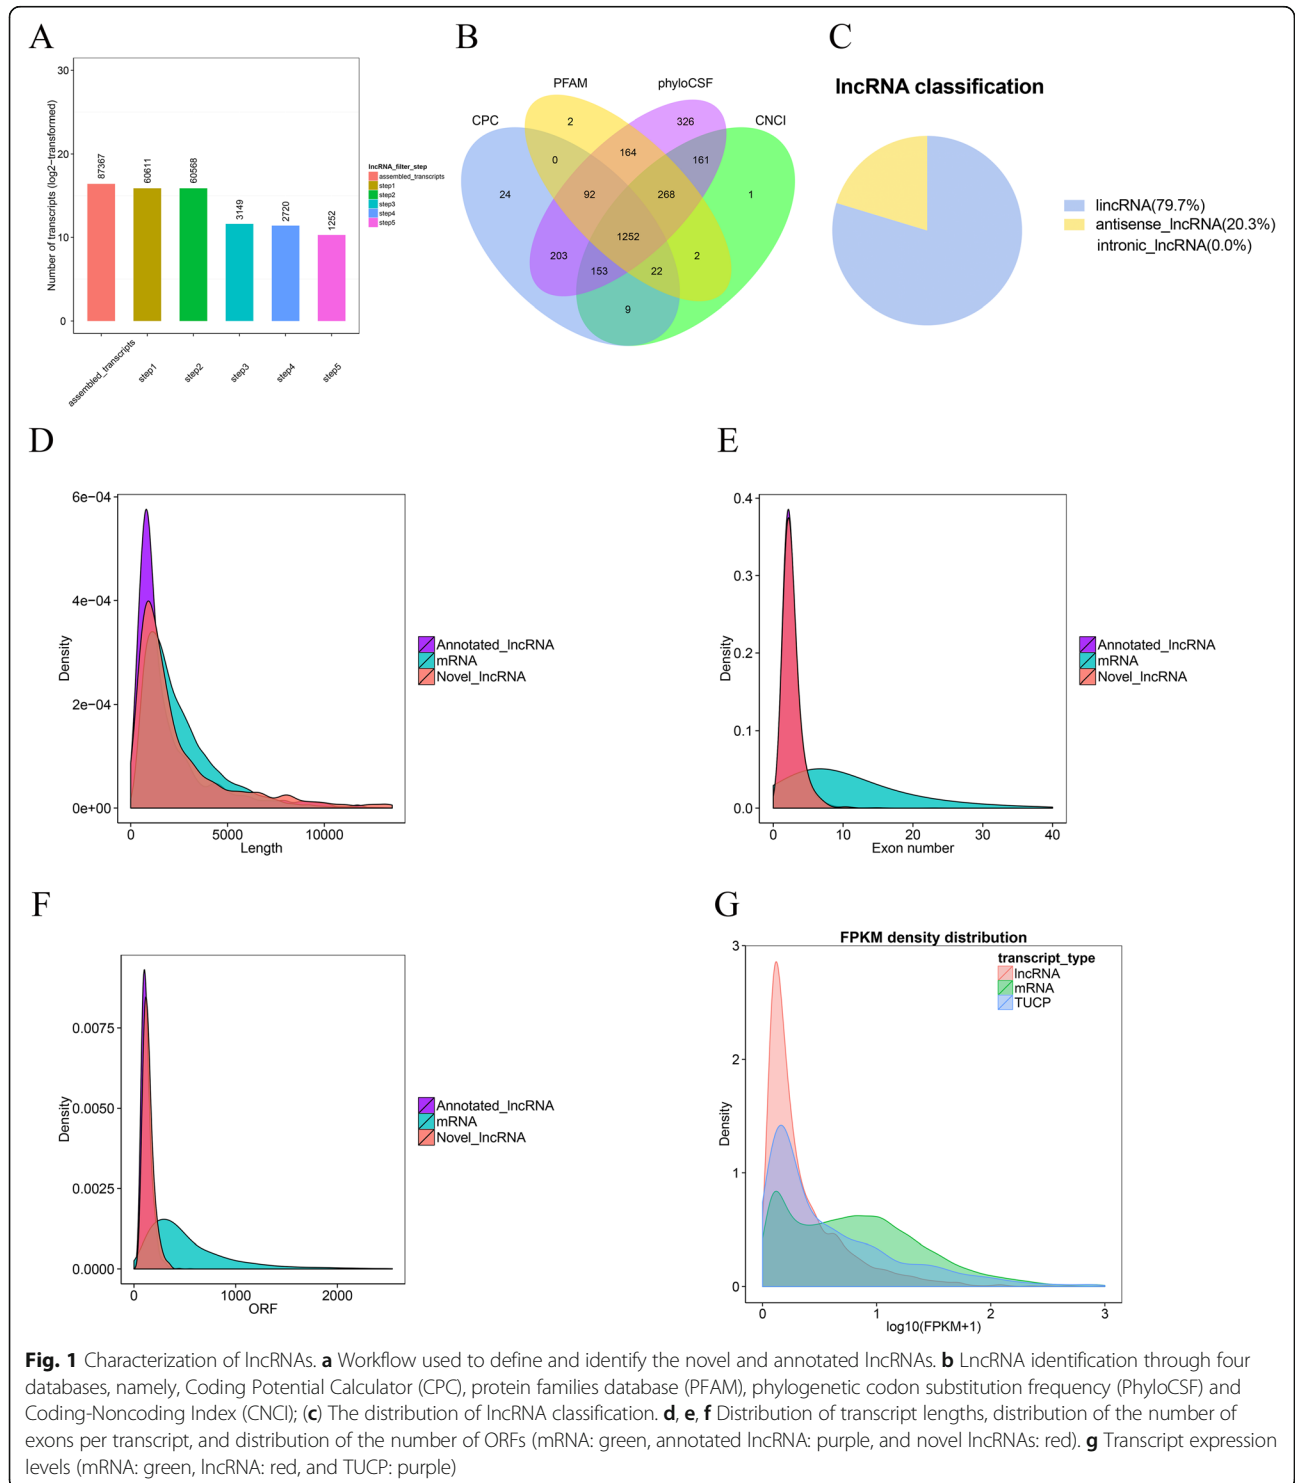 A
30
20
10
0
Number of transcripts (log2−transformed)
87367
60611
60568
3149
2720
1252
assembled_transcripts
step1
step2
step3
step4
step5
lncRNA_filter_step
assembled_transcripts
step1
step2
step3
step4
step5
B
PFAM
phyloCSF
CPC
CNCI
2
326
0
164
161
24
92
268
1
1252
203
153
22
2
9
C
lncRNA classification
lincRNA(79.7%)
antisense_lncRNA(20.3%)
intronic_lncRNA(0.0%)
D
6e−04
4e−04
2e−04
0e+00
Density
0 5000 10000
Length
Annotated_lncRNA
mRNA
Novel_lncRNA
E
0.4
0.3
0.2
0.1
0.0
Density
0 10 20 30 40
Exon number
Annotated_lncRNA
mRNA
Novel_lncRNA
F
0.0075
0.0050
0.0025
0.0000
Density
0 1000 2000
ORF
Annotated_lncRNA
mRNA
Novel_lncRNA
G
FPKM density distribution
3
2
1
0
Density
0 1 2 3
log10(FPKM+1)
transcript_type
lncRNA
mRNA
TUCP
Fig. 1 Characterization of lncRNAs. a Workflow used to define and identify the novel and annotated lncRNAs. b LncRNA identification through four
databases, namely, Coding Potential Calculator (CPC), protein families database (PFAM), phylogenetic codon substitution frequency (PhyloCSF) and
Coding-Noncoding Index (CNCI); (c) The distribution of lncRNA classification. d, e, f Distribution of transcript lengths, distribution of the number of
exons per transcript, and distribution of the number of ORFs (mRNA: green, annotated lncRNA: purple, and novel lncRNAs: red). g Transcript expression
levels (mRNA: green, lncRNA: red, and TUCP: purple)